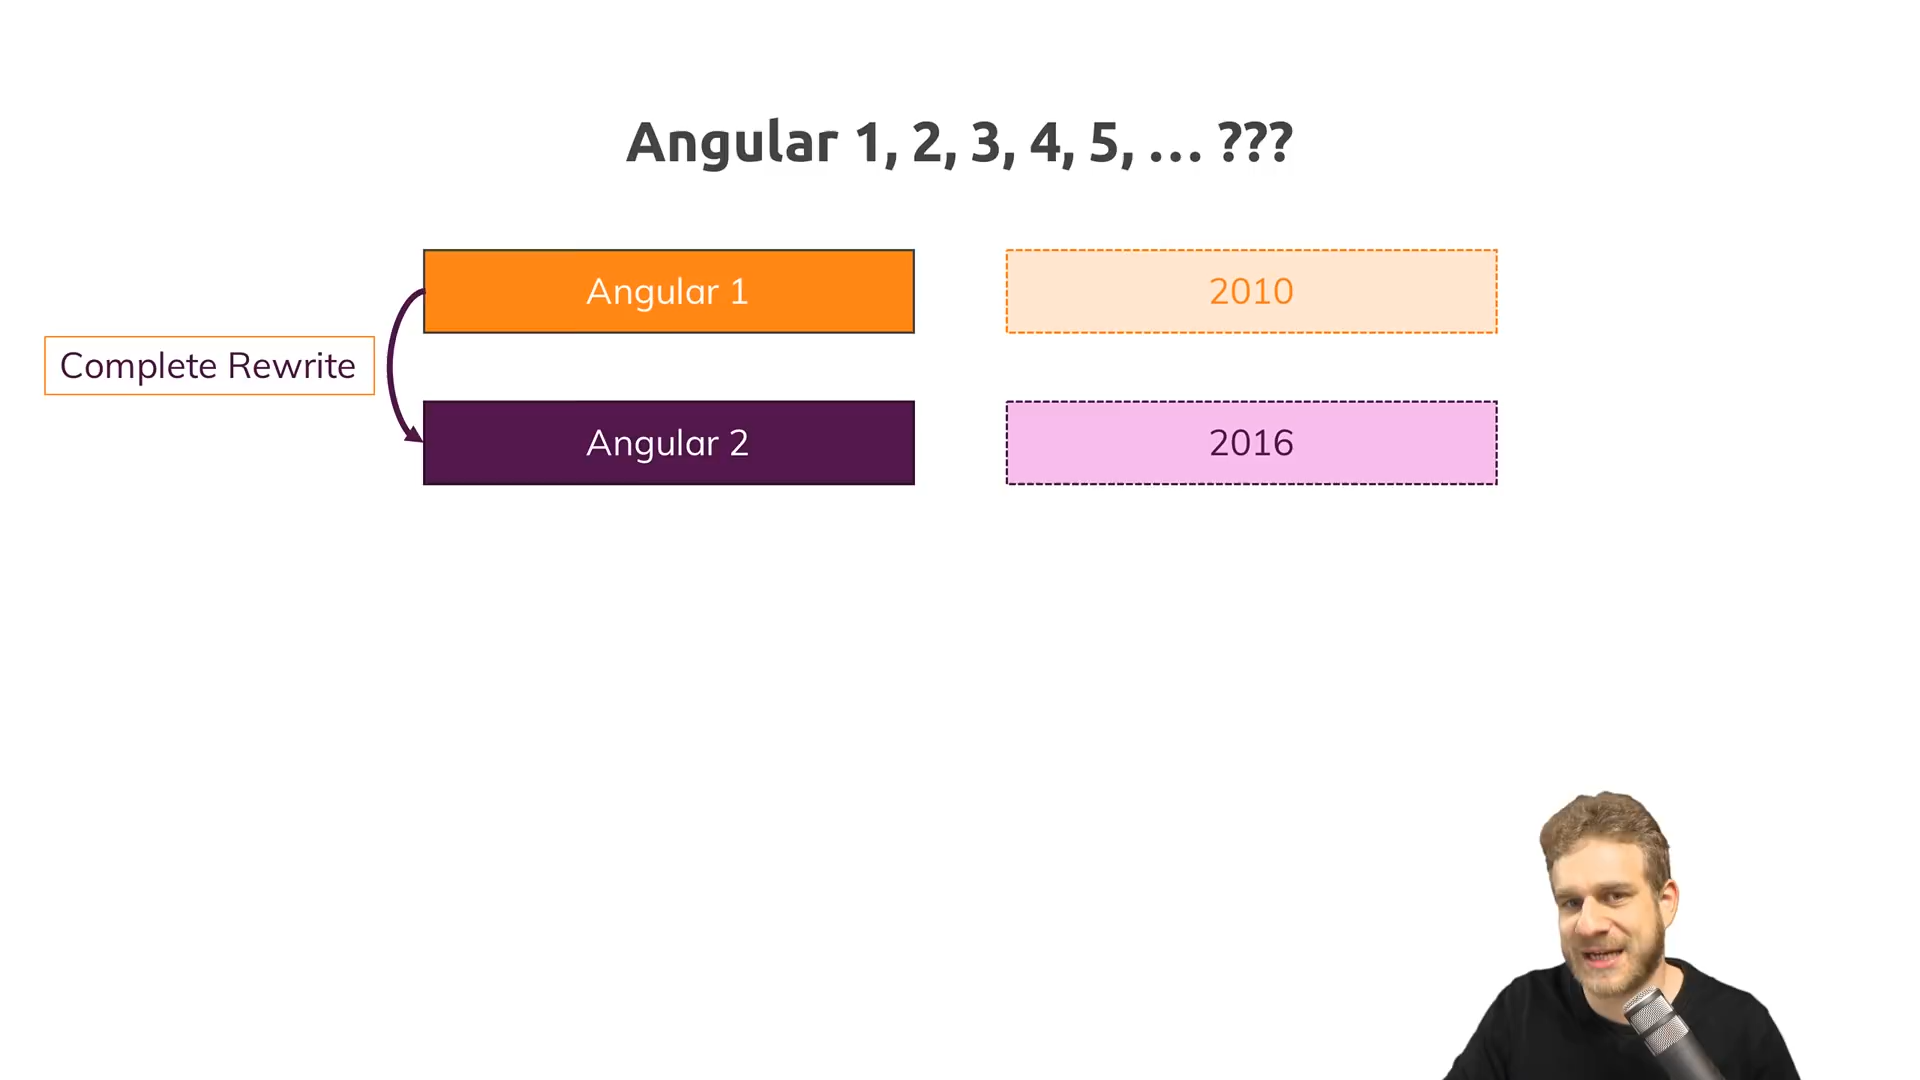 Angular 1, 2, 3, 4, 5, … ???
Angular 1
2010
Complete Rewrite
Angular 2
2016